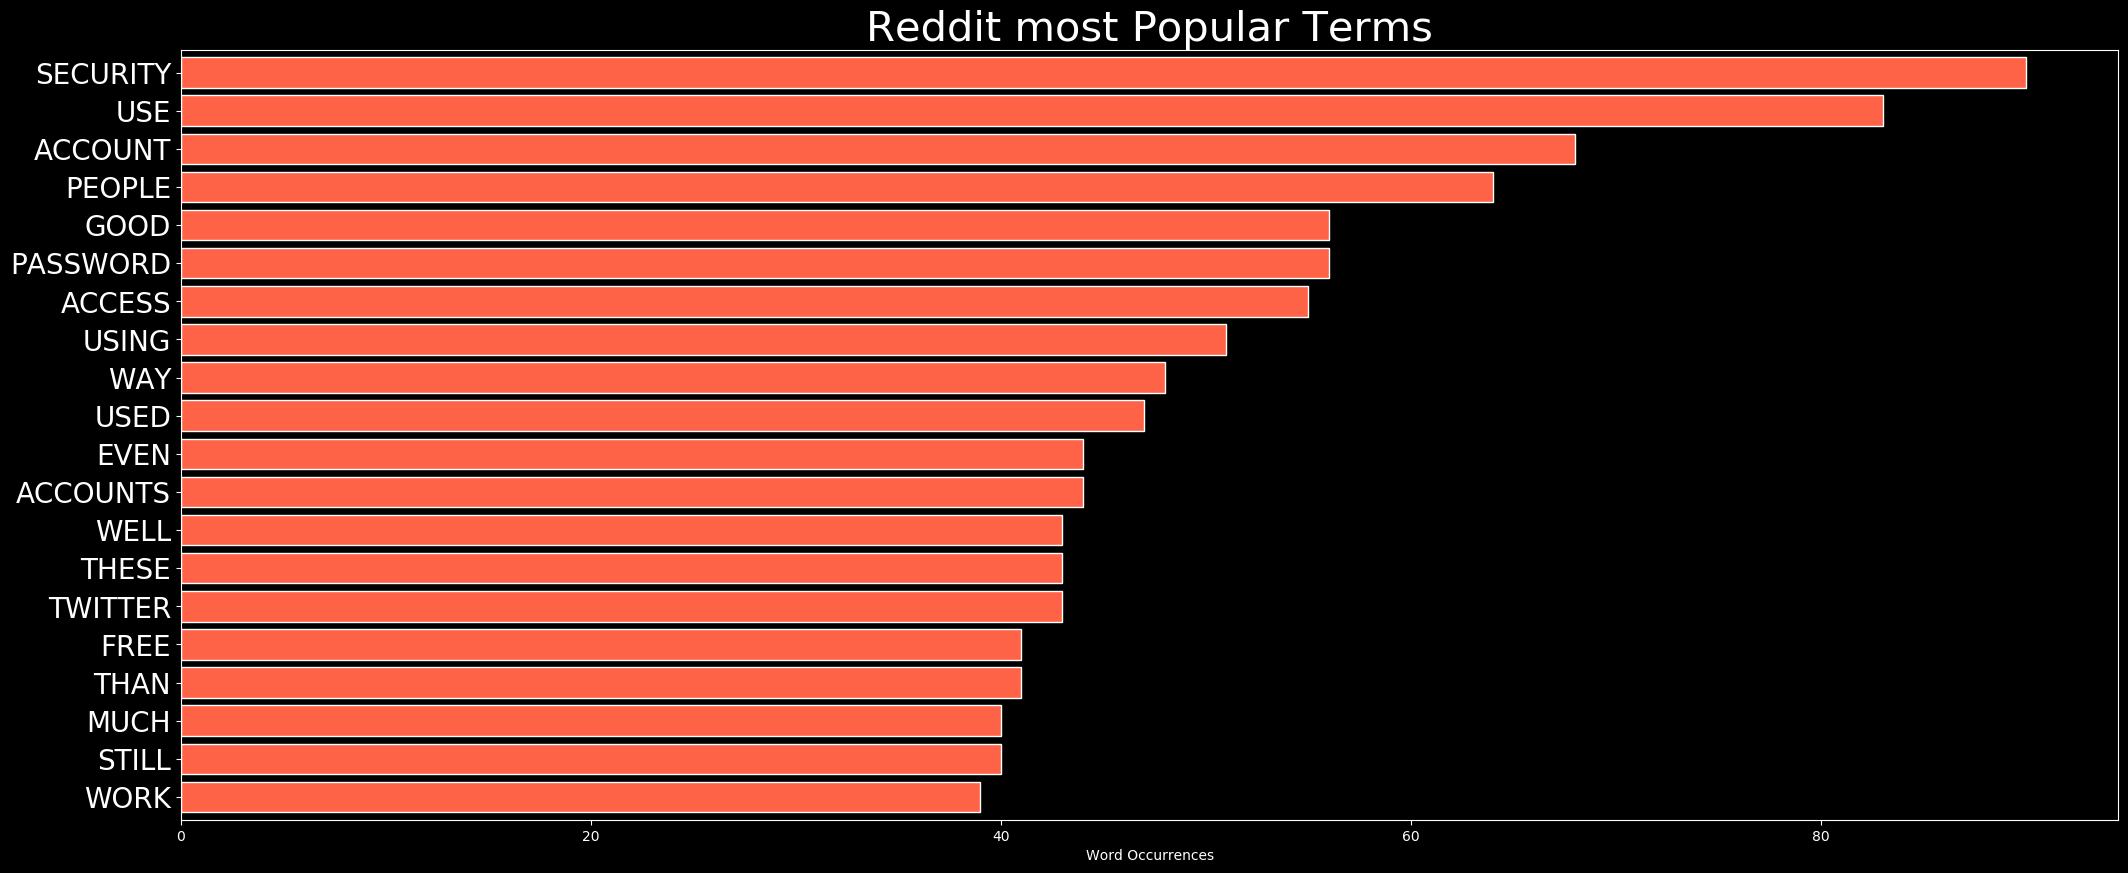 Reddit most Popular Terms
SECURITY
USE
ACCOUNT
PEOPLE
GOOD
PASSWORD
ACCESS
USING
WAY
USED
EVEN
ACCOUNTS
WELL
THESE
TWITTER
FREE
THAN
MUCH
STILL
WORK
0 20 40 60 80
Word Occurrences